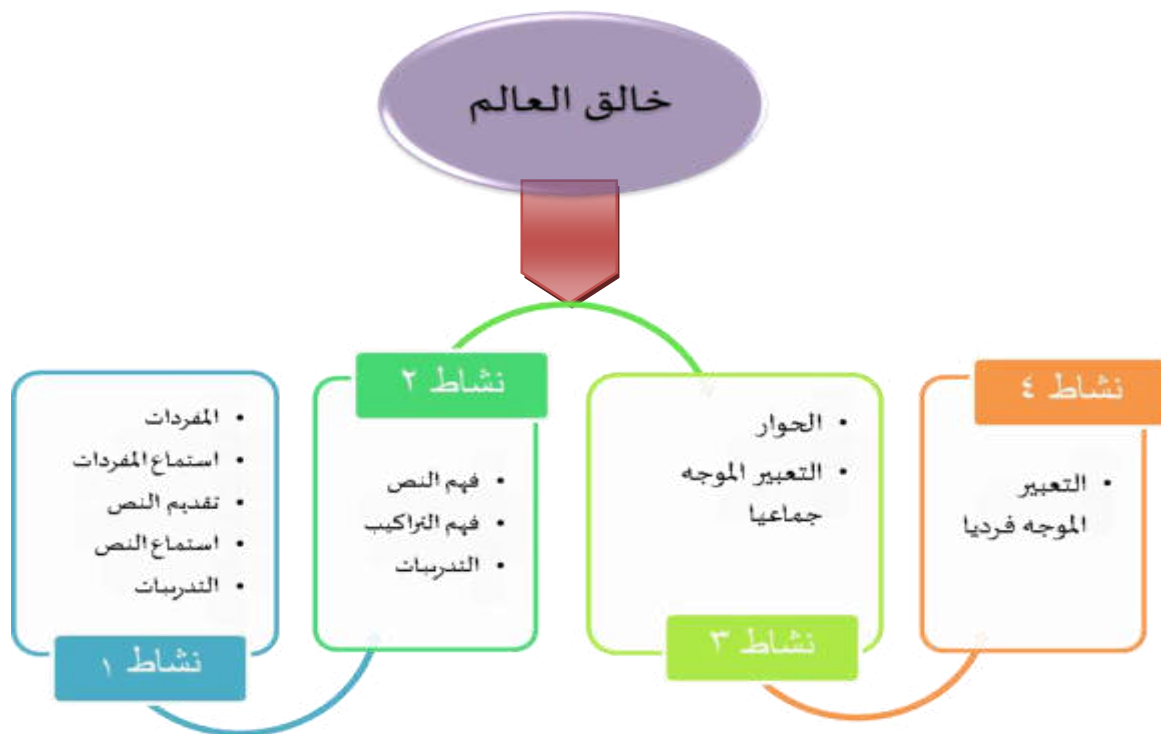 خالق العالم
نشاط ١
• المفردات
• استماع المفردات
• تقديم النص
• استماع النص
• التدريبات
نشاط ٢
• فهم النص
• فهم التراكيب
• التدريبات
نشاط ٣
• الحوار
• التعبير الموجه
جماعيا
نشاط ٤
• التعبير
الموجه فرديا